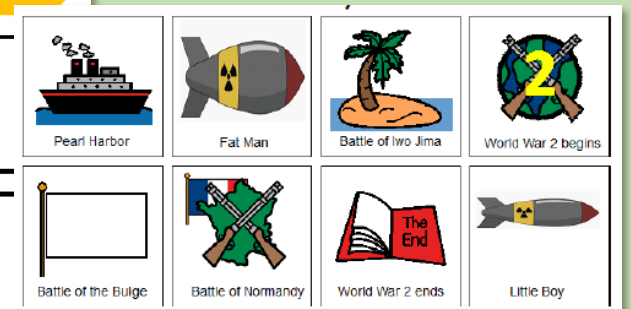 Pearl Harbor
Fat Man
Battle of Iwo Jima
2
World War 2 begins
Battle of the Bulge
Battle of Normandy
The
End
World War 2 ends
Little Boy